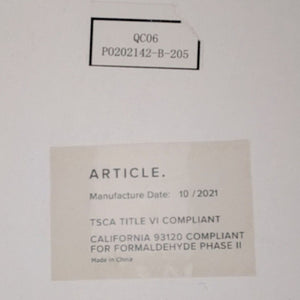 QC06
PO202142-B-205
ARTICLE.
Manufacture Date: 10 / 2021
TSCA TITLE VI COMPLIANT
CALIFORNIA 93120 COMPLIANT
FOR FORMALDEHYDE PHASE II
Made in China